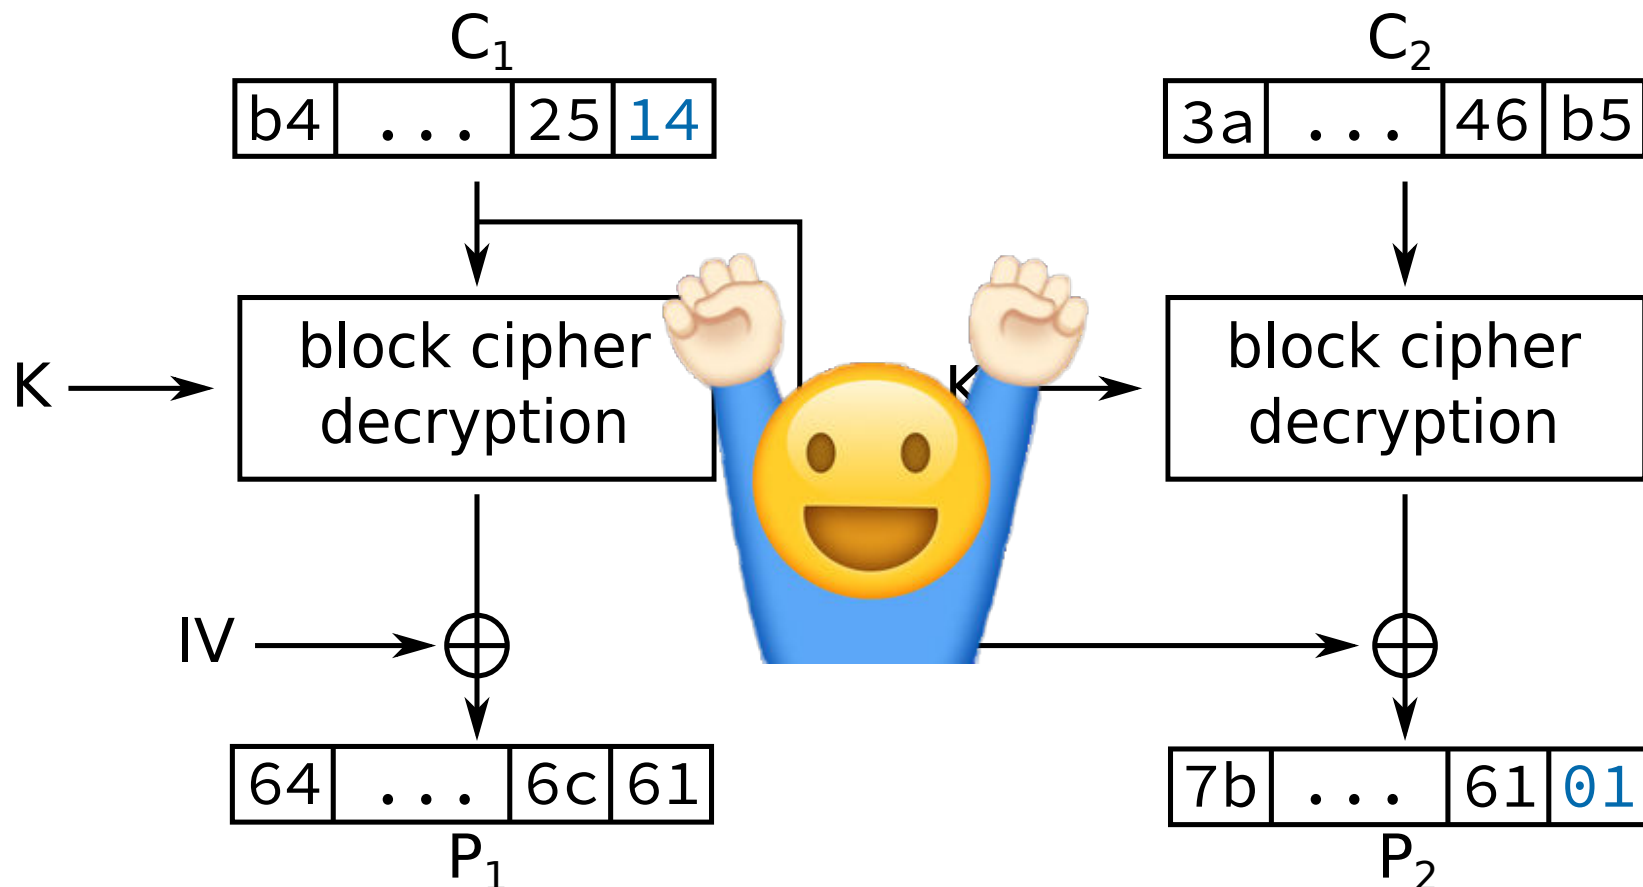 C₁ C₂
b4 ... 25 14 3a ... 46 b5
block cipher block cipher
K K
decryption decryption
IV
64 ... 6c 61 7b ... 61 01
P₁ P₂